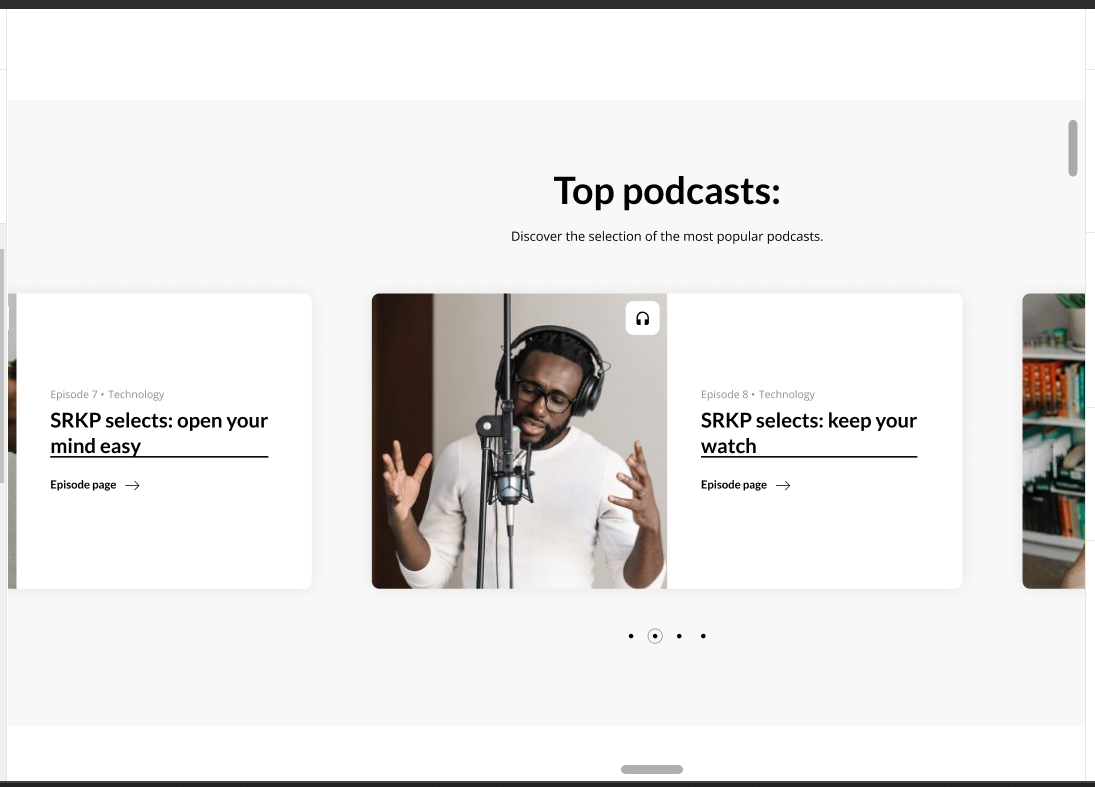 Top podcasts:
Discover the selection of the most popular podcasts.
Episode 7 • Technology
SRKP selects: open your
mind easy
Episode page
Episode 8 • Technology
SRKP selects: keep your
watch
Episode page